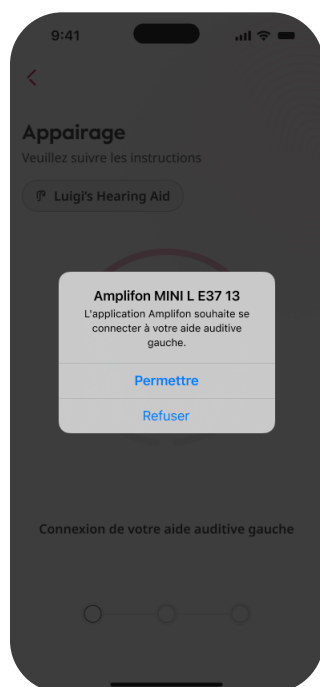 9:41
Appairage
Veuillez suivre les instructions
Luigi's Hearing Aid
Amplifon MINI L E37 13
L'application Amplifon souhaite se
connecter à votre aide auditive
gauche.
Permettre
Refuser
Connexion de votre aide auditive gauche